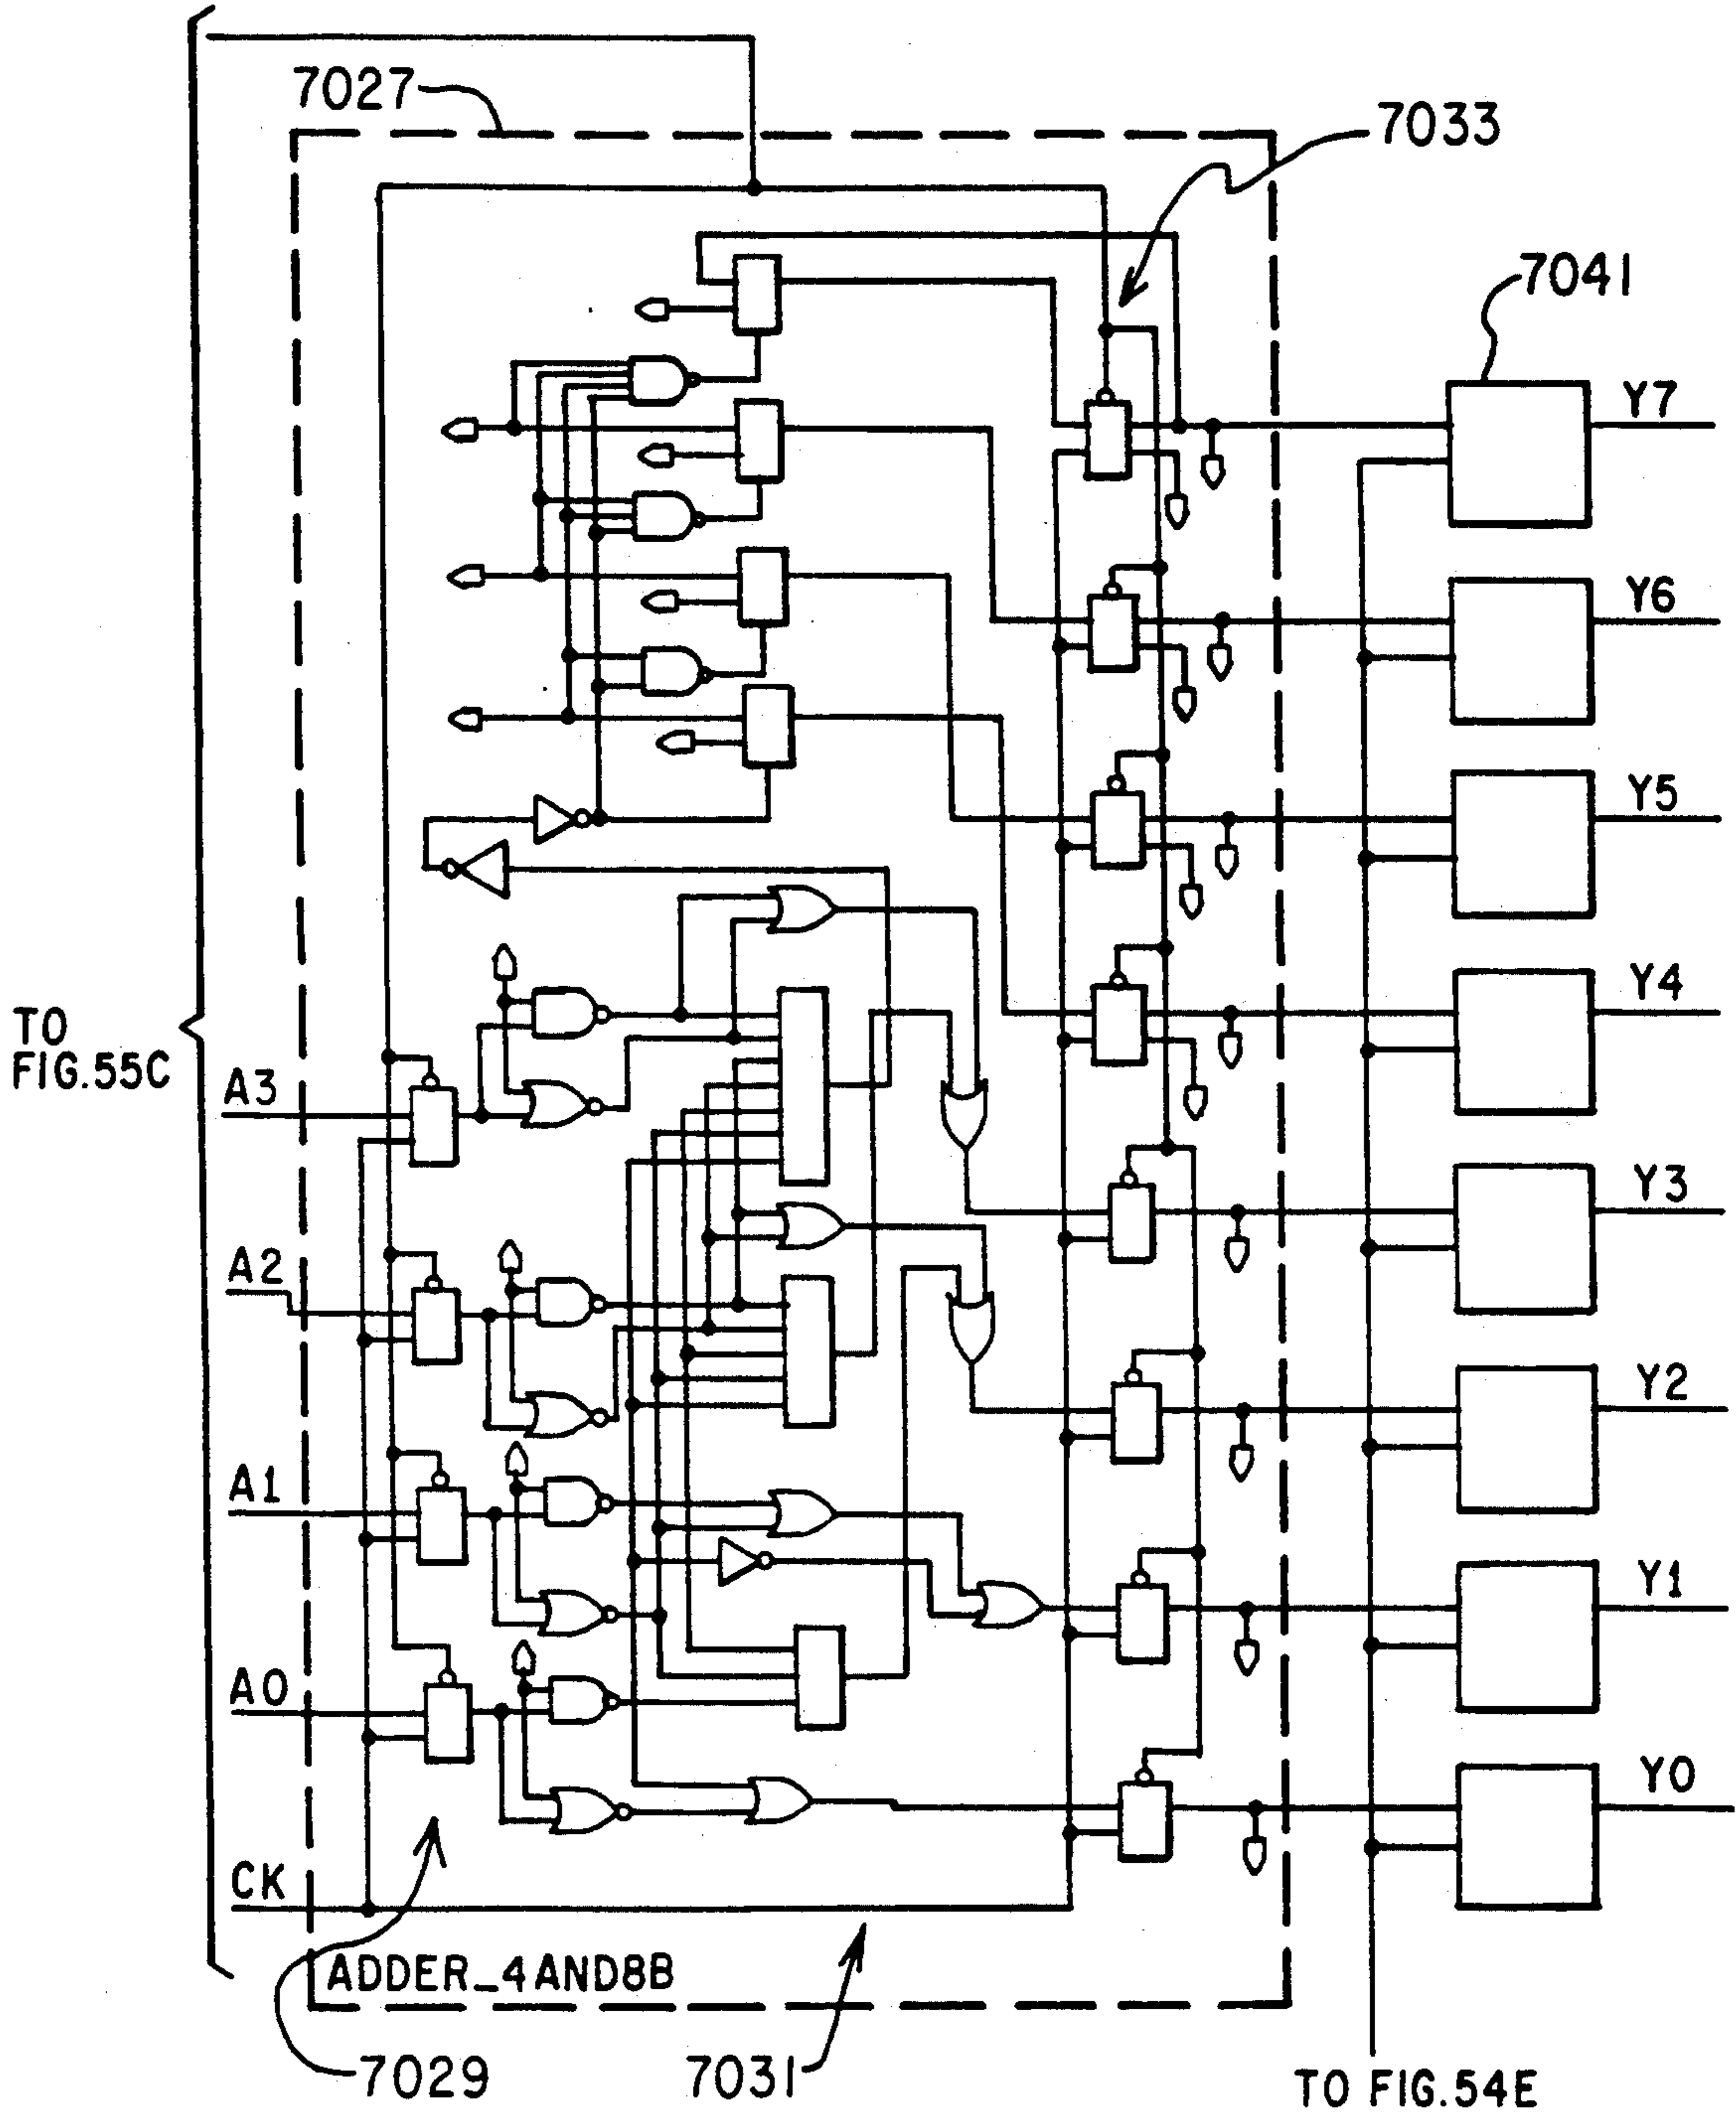 7027
7033
7041
Y7
Y6
Y5
Y4
TO
FIG.55C
A3
Y3
A2
Y2
A1
Y1
A0
Y0
CK
ADDER_4AND8B
7029
7031
TO FIG.54E